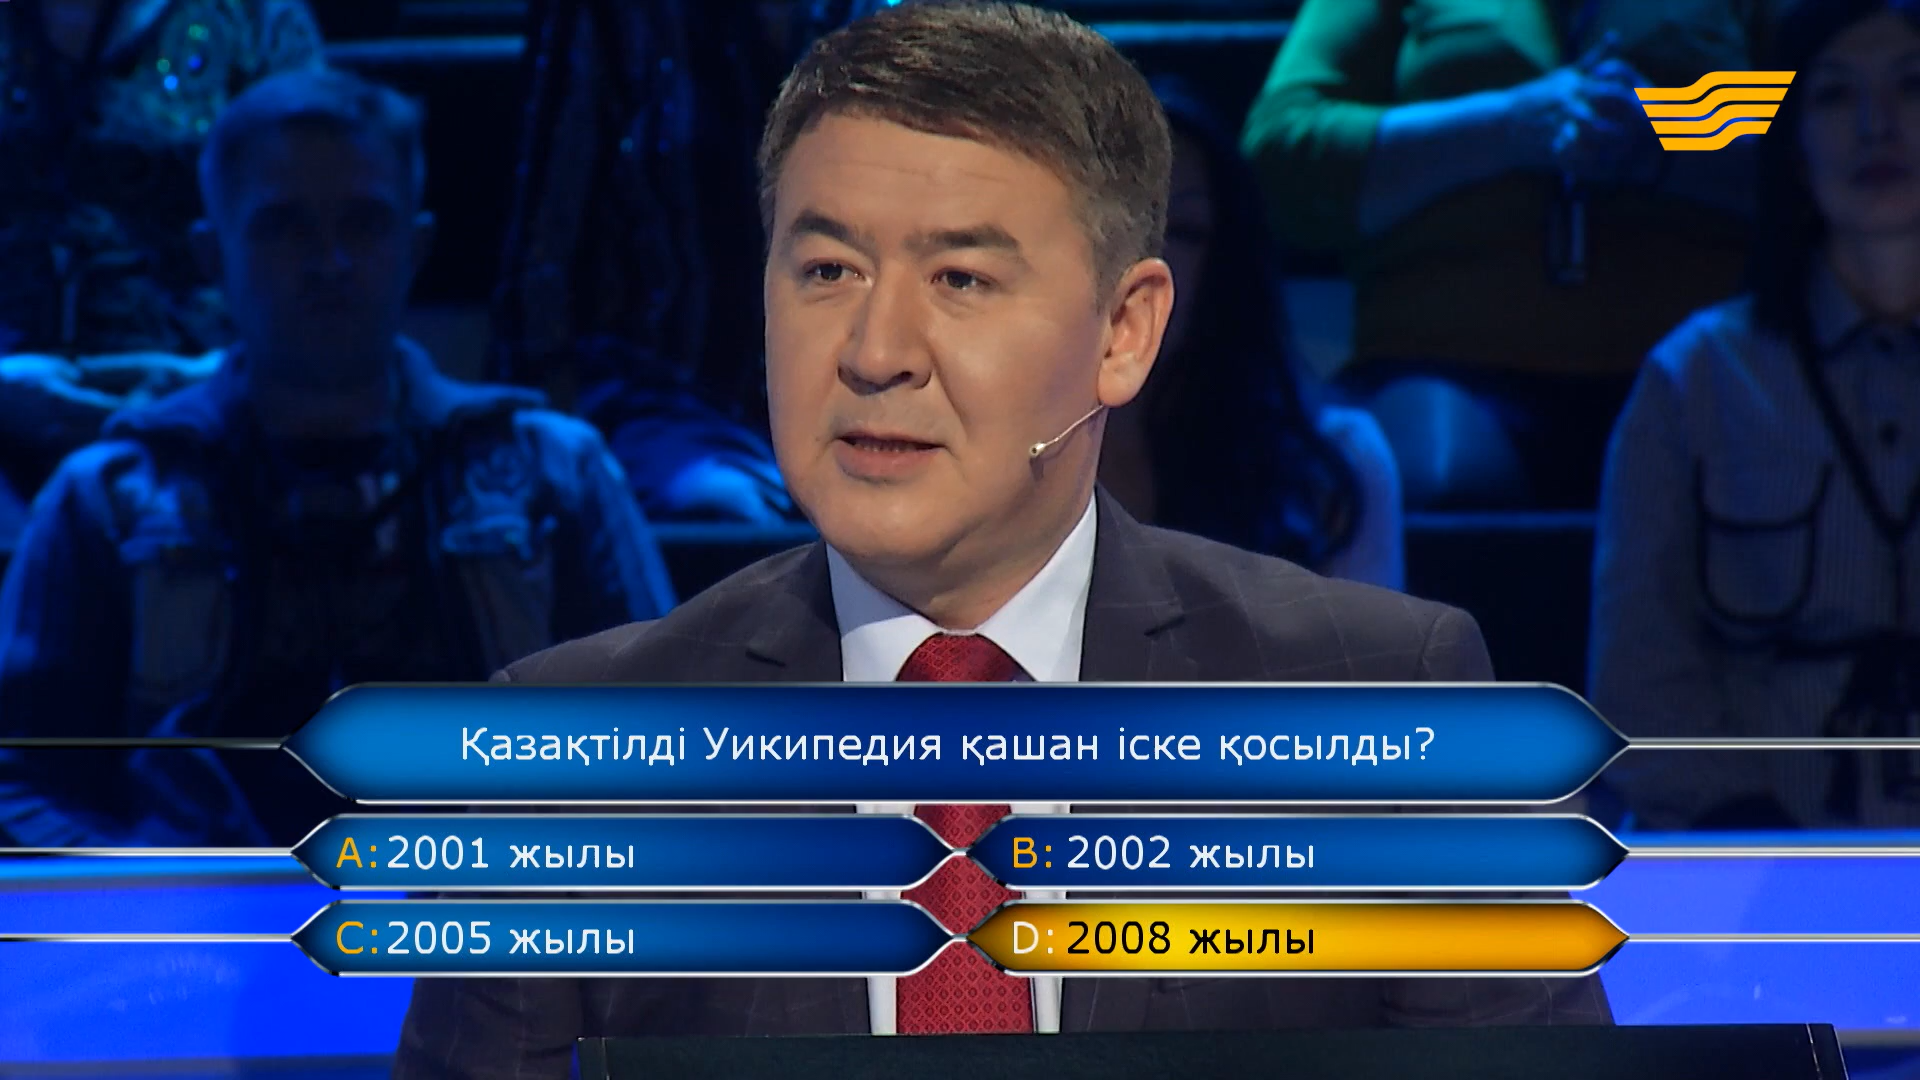 Қазақтілді Уикипедия қашан іске қосылды?
A: 2001 жылы
B: 2002 жылы
C: 2005 жылы
D: 2008 жылы